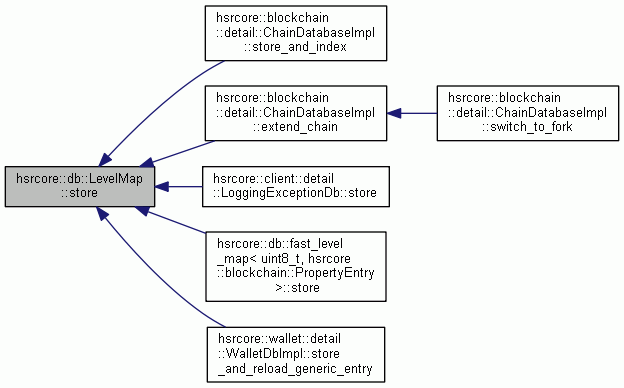 hsrcore::blockchain
::detail::ChainDatabaseImpl
::store_and_index
hsrcore::blockchain
::detail::ChainDatabaseImpl
::extend_chain
hsrcore::blockchain
::detail::ChainDatabaseImpl
::switch_to_fork
hsrcore::db::LevelMap
::store
hsrcore::client::detail
::LoggingExceptionDb::store
hsrcore::db::fast_level
_map< uint8_t, hsrcore
::blockchain::PropertyEntry
>::store
hsrcore::wallet::detail
::WalletDbImpl::store
_and_reload_generic_entry